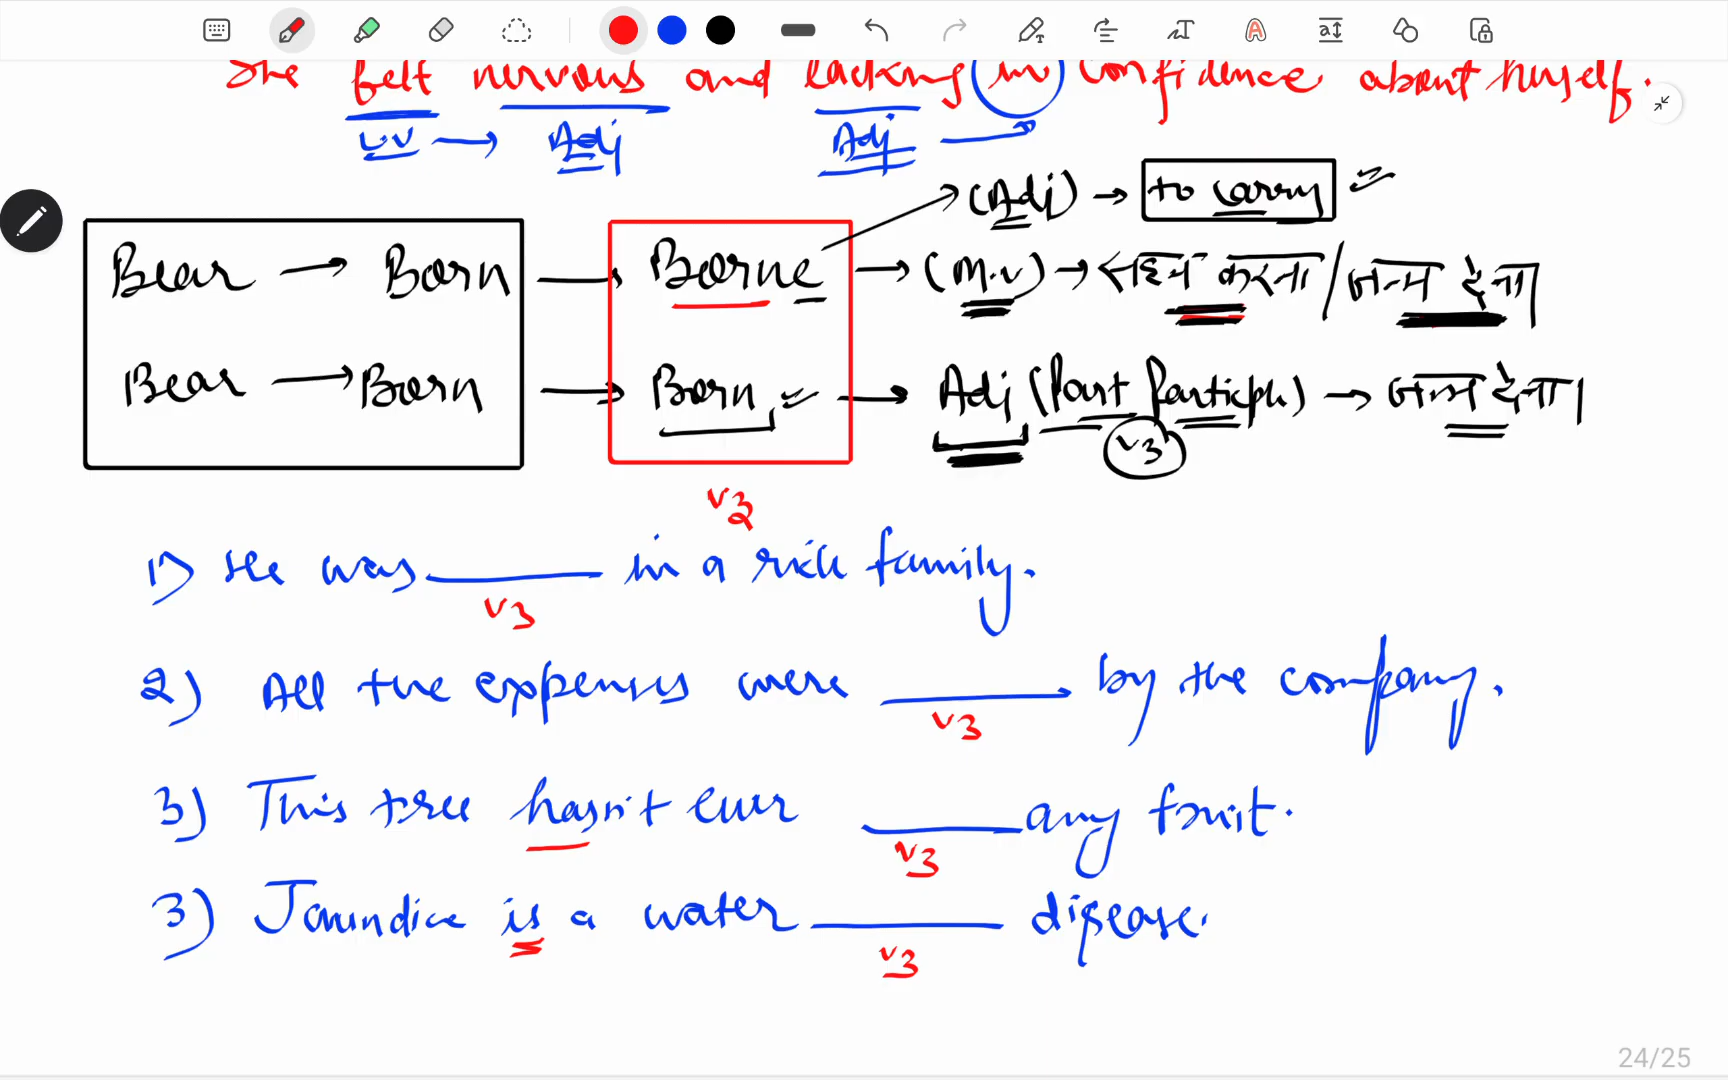 She felt nervous and lacking in confidence about herself.
LV → Adj Adj →
(Adj) → to carry
Bear → Born → Borne → (M.V) → सहन करना / जन्म देना
Bear → Born → Born → Adj (Past Participle) → जन्म देना
V3
V3
1) He was ______ in a rich family.
V3
2) All the expenses were ______ by the company.
V3
3) This tree hasn't ever ______ any fruit.
V3
3) Jaundice is a water ______ disease.
V3
24/25